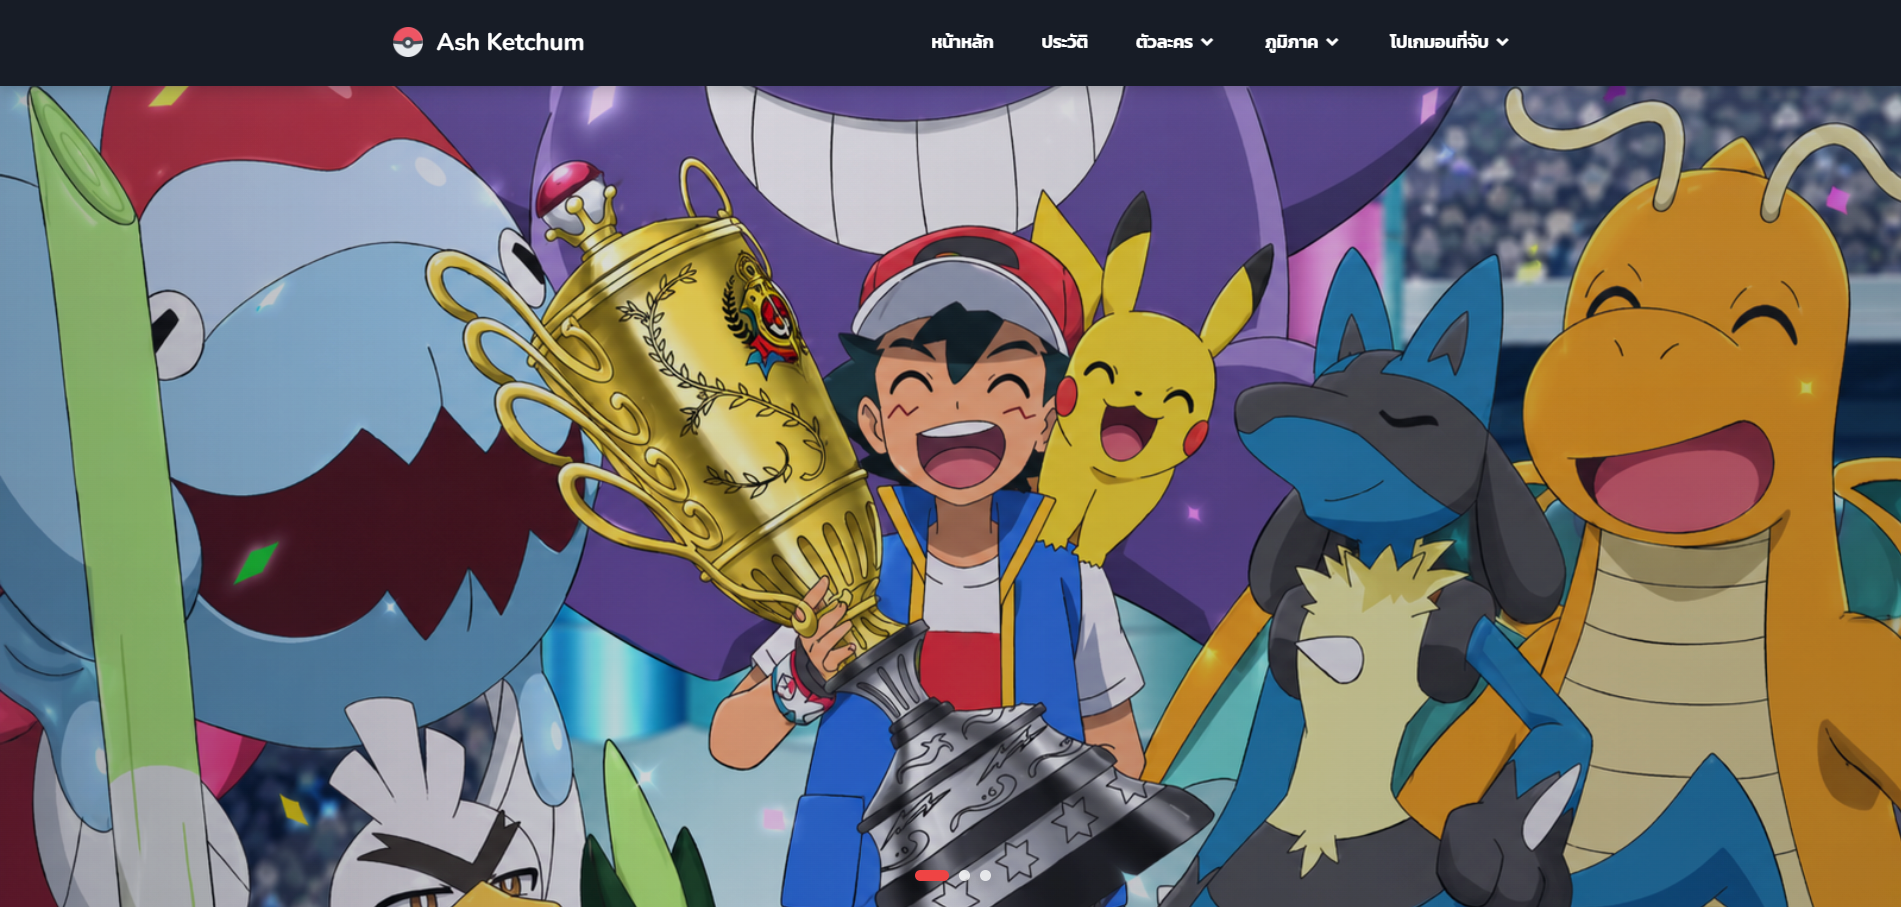 Ash Ketchum
หน้าหลัก
ประวัติ
ตัวละคร
ภูมิภาค
โปเกมอนที่จับ